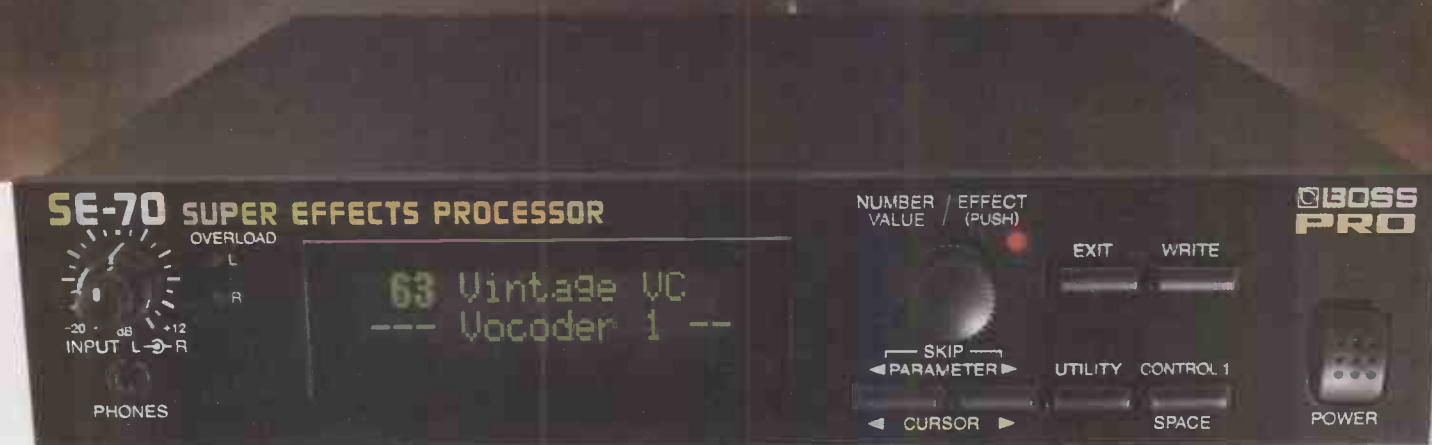 SE-70 SUPER EFFECTS PROCESSOR
OVERLOAD
L
R
-20 dB +12
INPUT L R
PHONES
63 Vintage VC
--- Vocoder 1 --
NUMBER / EFFECT
VALUE (PUSH)
SKIP
◄PARAMETER►
◄ CURSOR ►
EXIT WRITE
UTILITY CONTROL 1
SPACE
BOSS
PRO
POWER